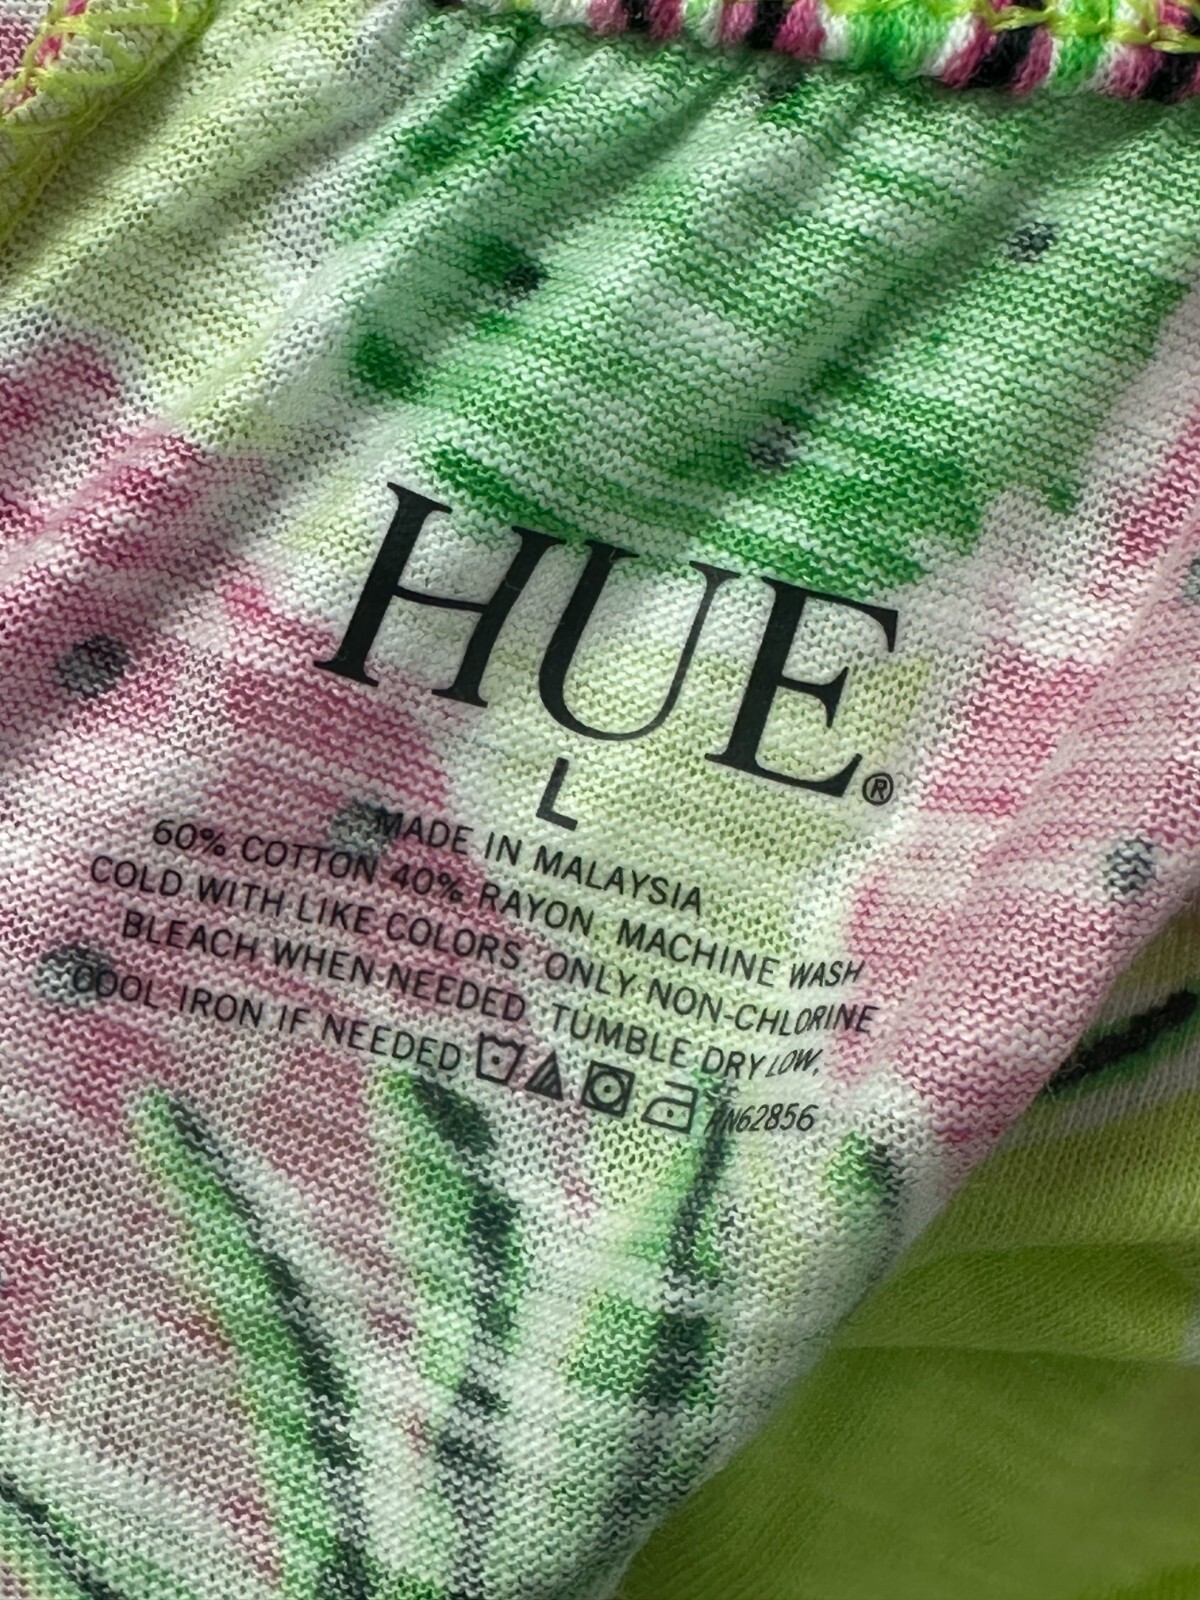 HUE®
L
MADE IN MALAYSIA
60% COTTON 40% RAYON MACHINE WASH
COLD WITH LIKE COLORS. ONLY NON-CHLORINE
BLEACH WHEN NEEDED. TUMBLE DRY LOW,
COOL IRON IF NEEDED RN62856